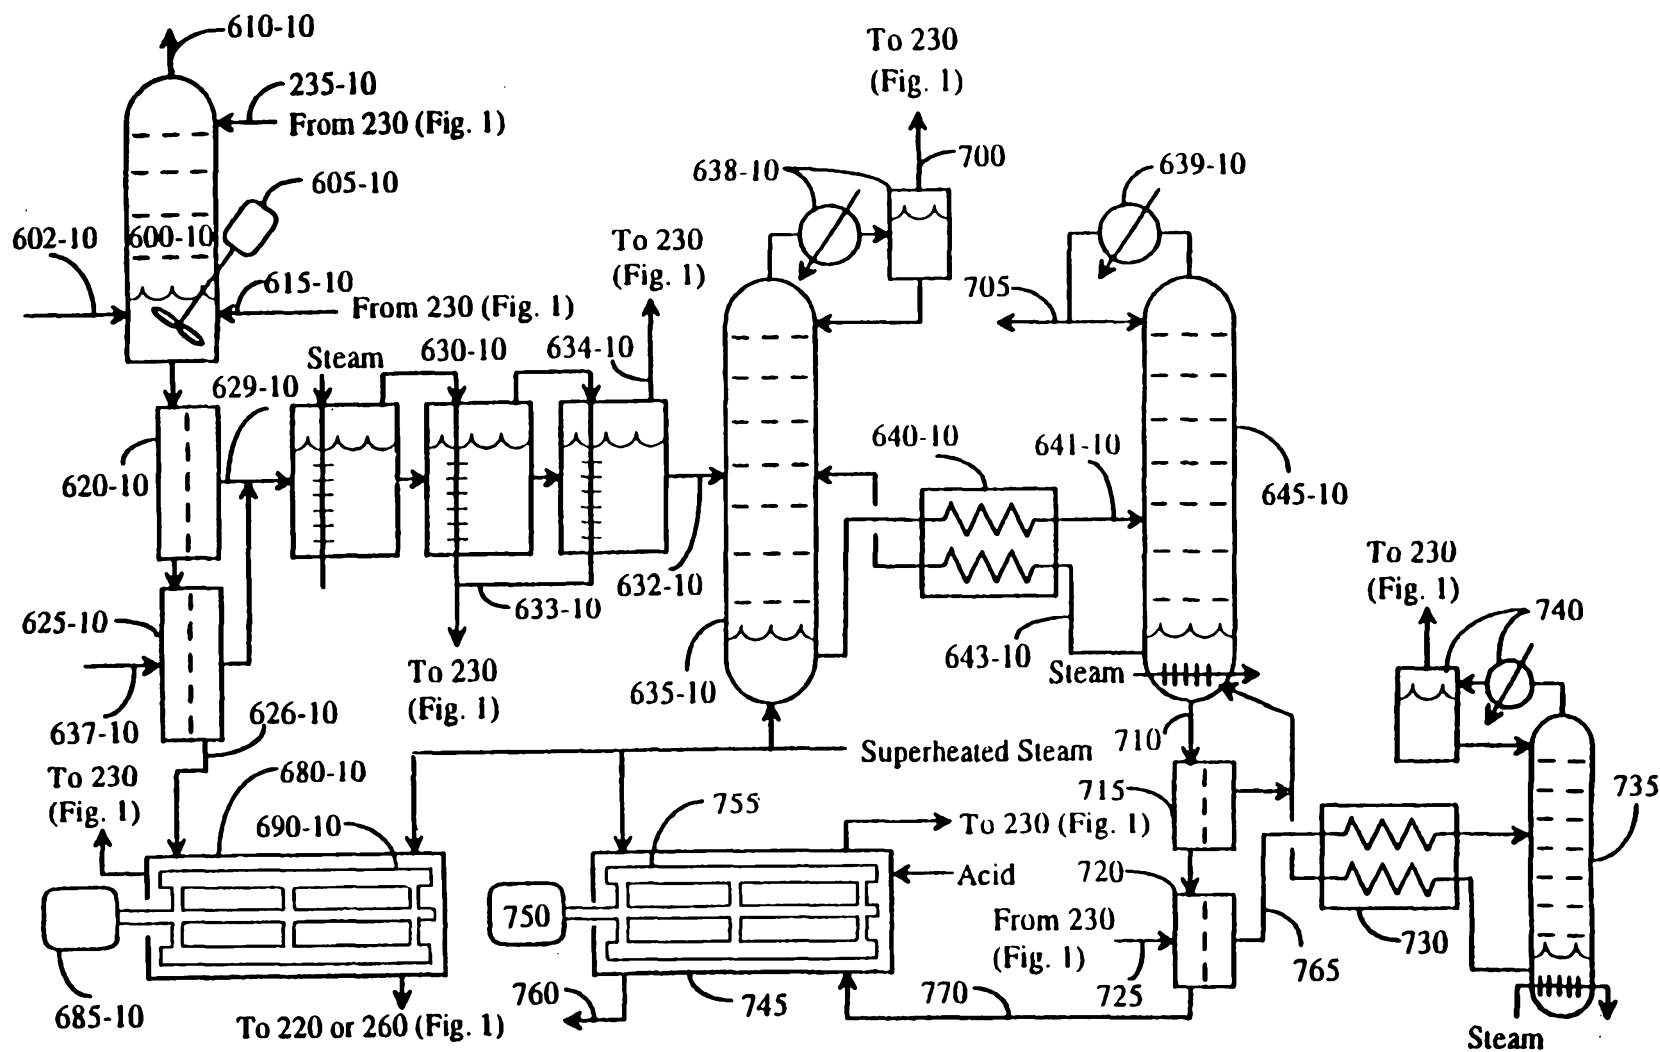 610-10
235-10
From 230 (Fig. 1)
605-10
602-10
600-10
615-10
From 230 (Fig. 1)
To 230
(Fig. 1)
700
638-10
639-10
To 230
(Fig. 1)
705
Steam
630-10
634-10
629-10
620-10
640-10
641-10
645-10
632-10
633-10
To 230
(Fig. 1)
625-10
637-10
626-10
635-10
643-10
Steam
To 230
(Fig. 1)
740
710
Superheated Steam
To 230
(Fig. 1)
680-10
690-10
755
To 230 (Fig. 1)
715
735
Acid
720
750
From 230
(Fig. 1)
725
765
730
685-10
To 220 or 260 (Fig. 1)
760
745
770
Steam